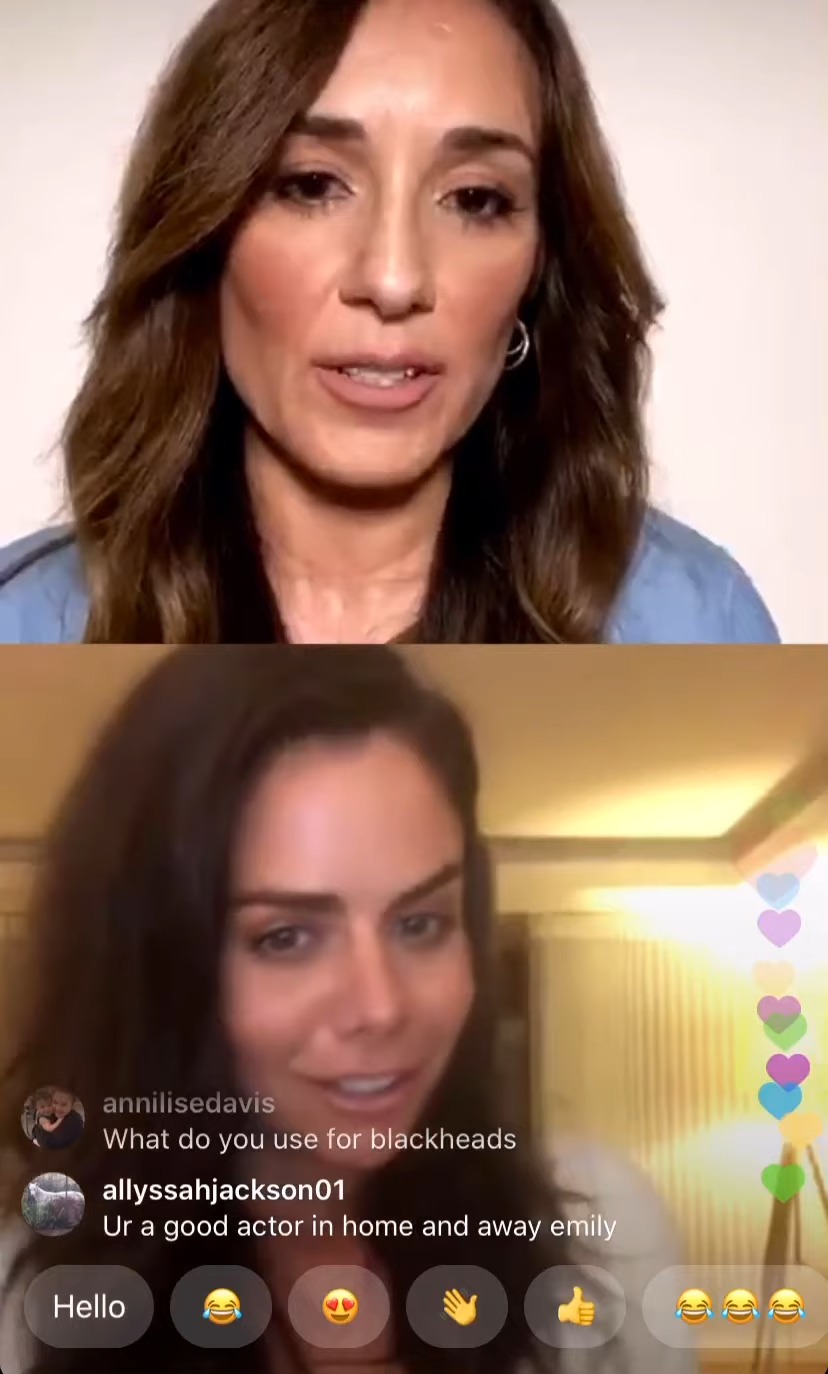 annilisedavis
What do you use for blackheads
allyssahjackson01
Ur a good actor in home and away emily
Hello